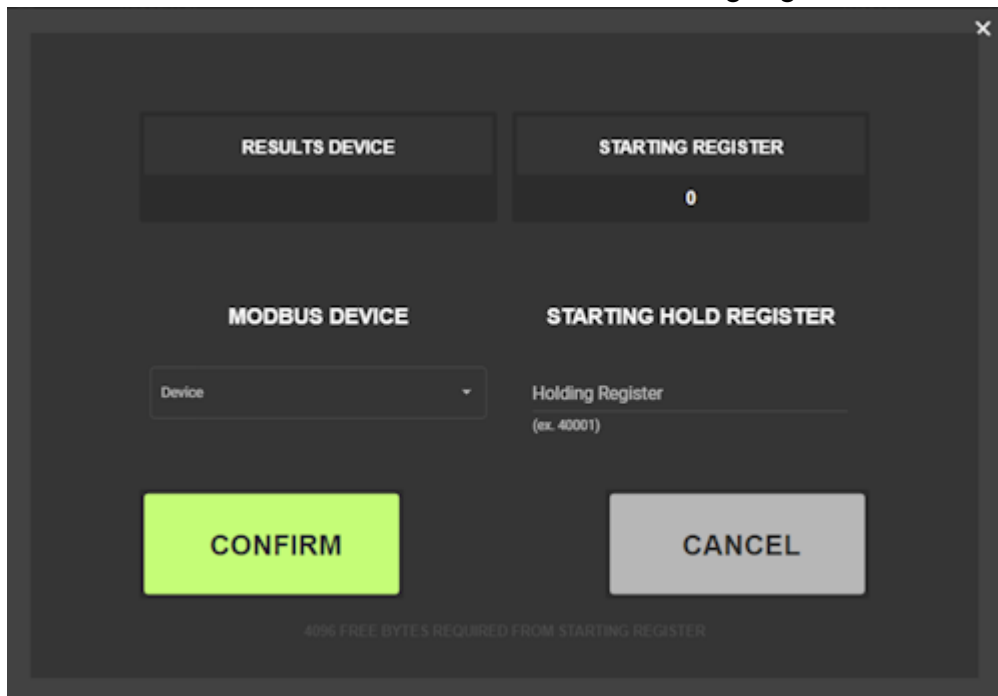 ×
RESULTS DEVICE
STARTING REGISTER
0
MODBUS DEVICE
STARTING HOLD REGISTER
Device
Holding Register
(ex. 40001)
CONFIRM
CANCEL
4096 FREE BYTES REQUIRED FROM STARTING REGISTER